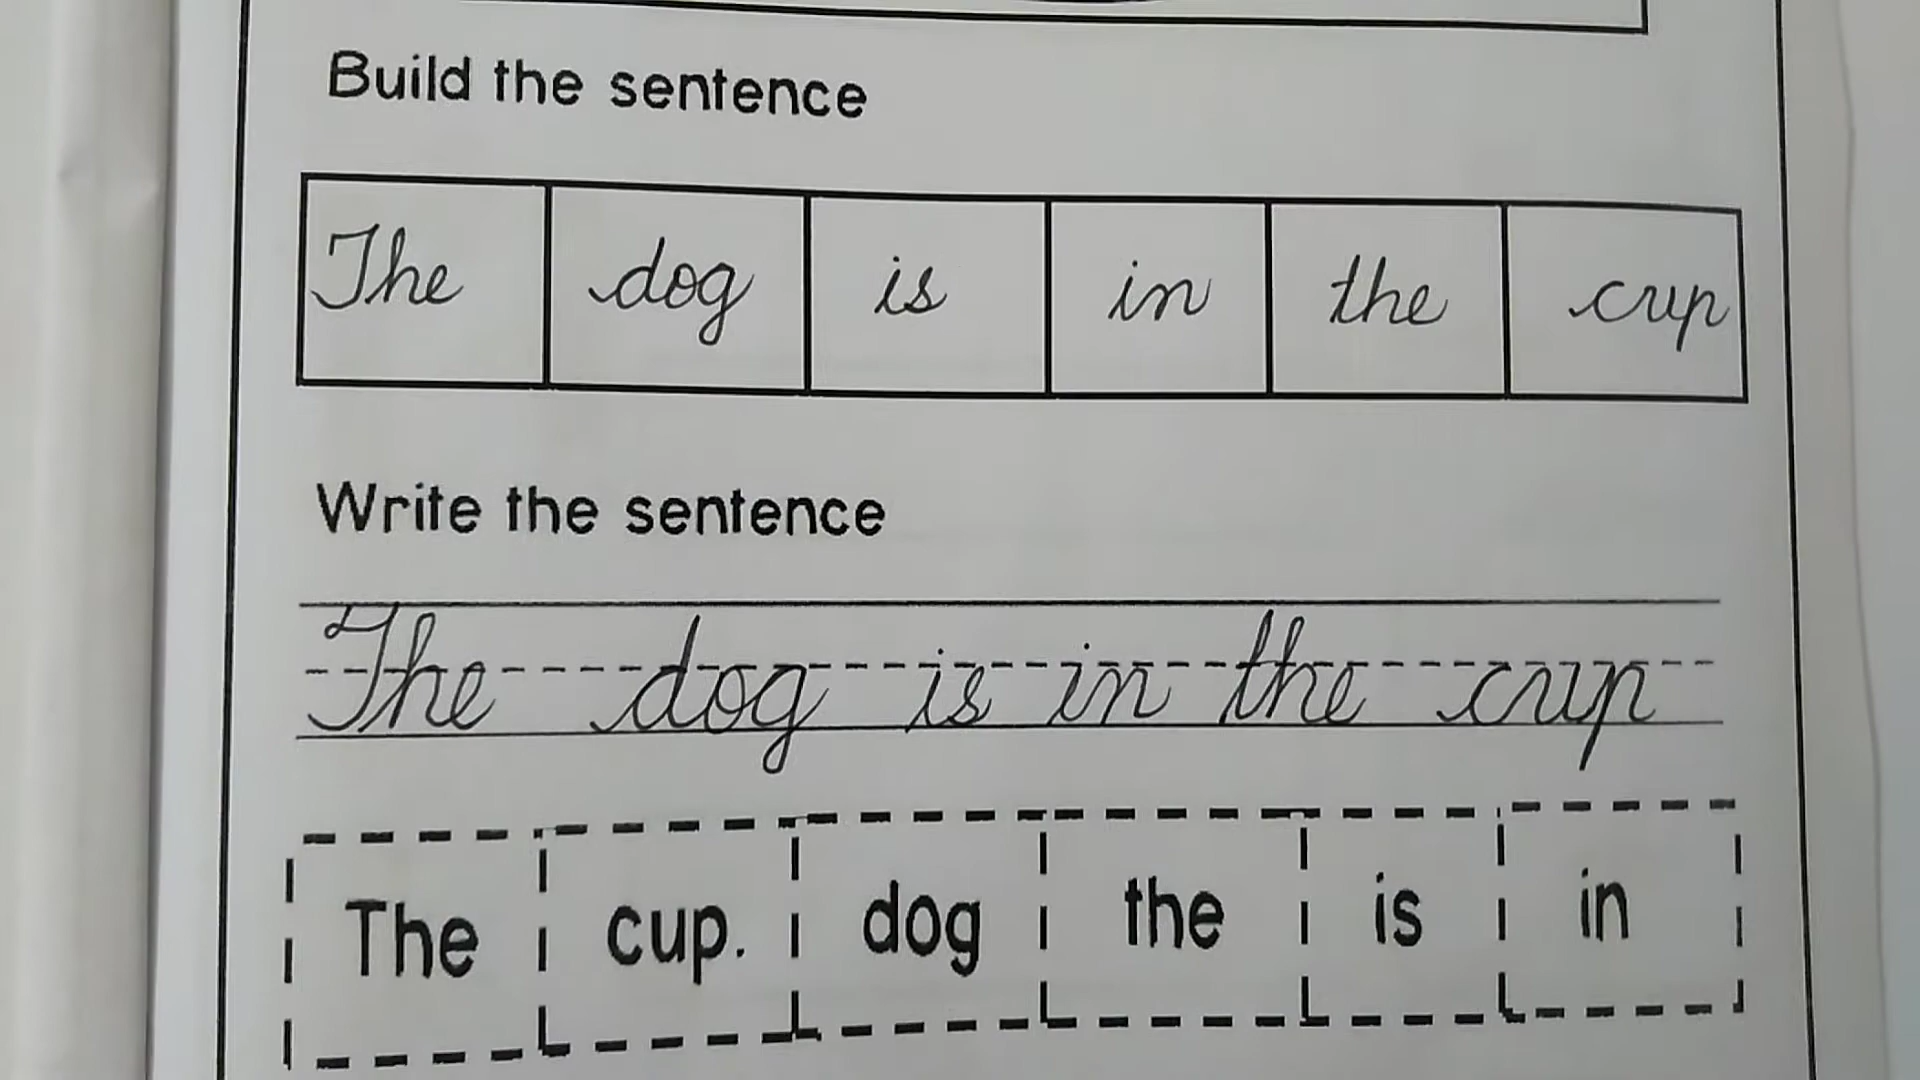 Build the sentence
The dog is in the cup
Write the sentence
The dog is in the cup
The cup. dog the is in